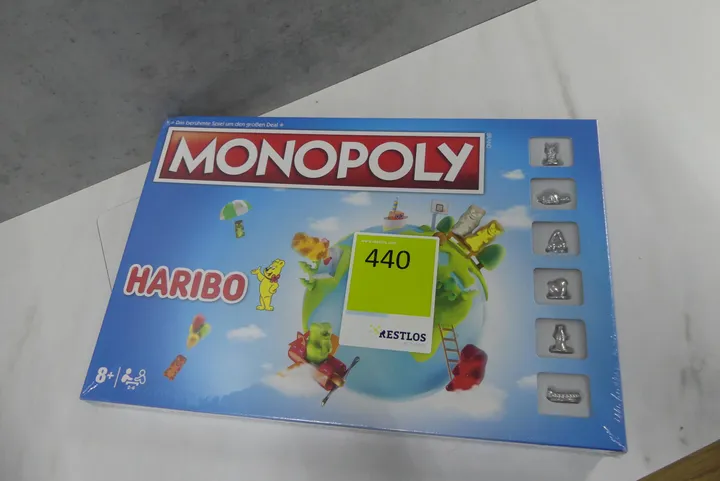 Das berühmte Spiel um den großen Deal
MONOPOLY
HARIBO
440
RESTLOS
8+